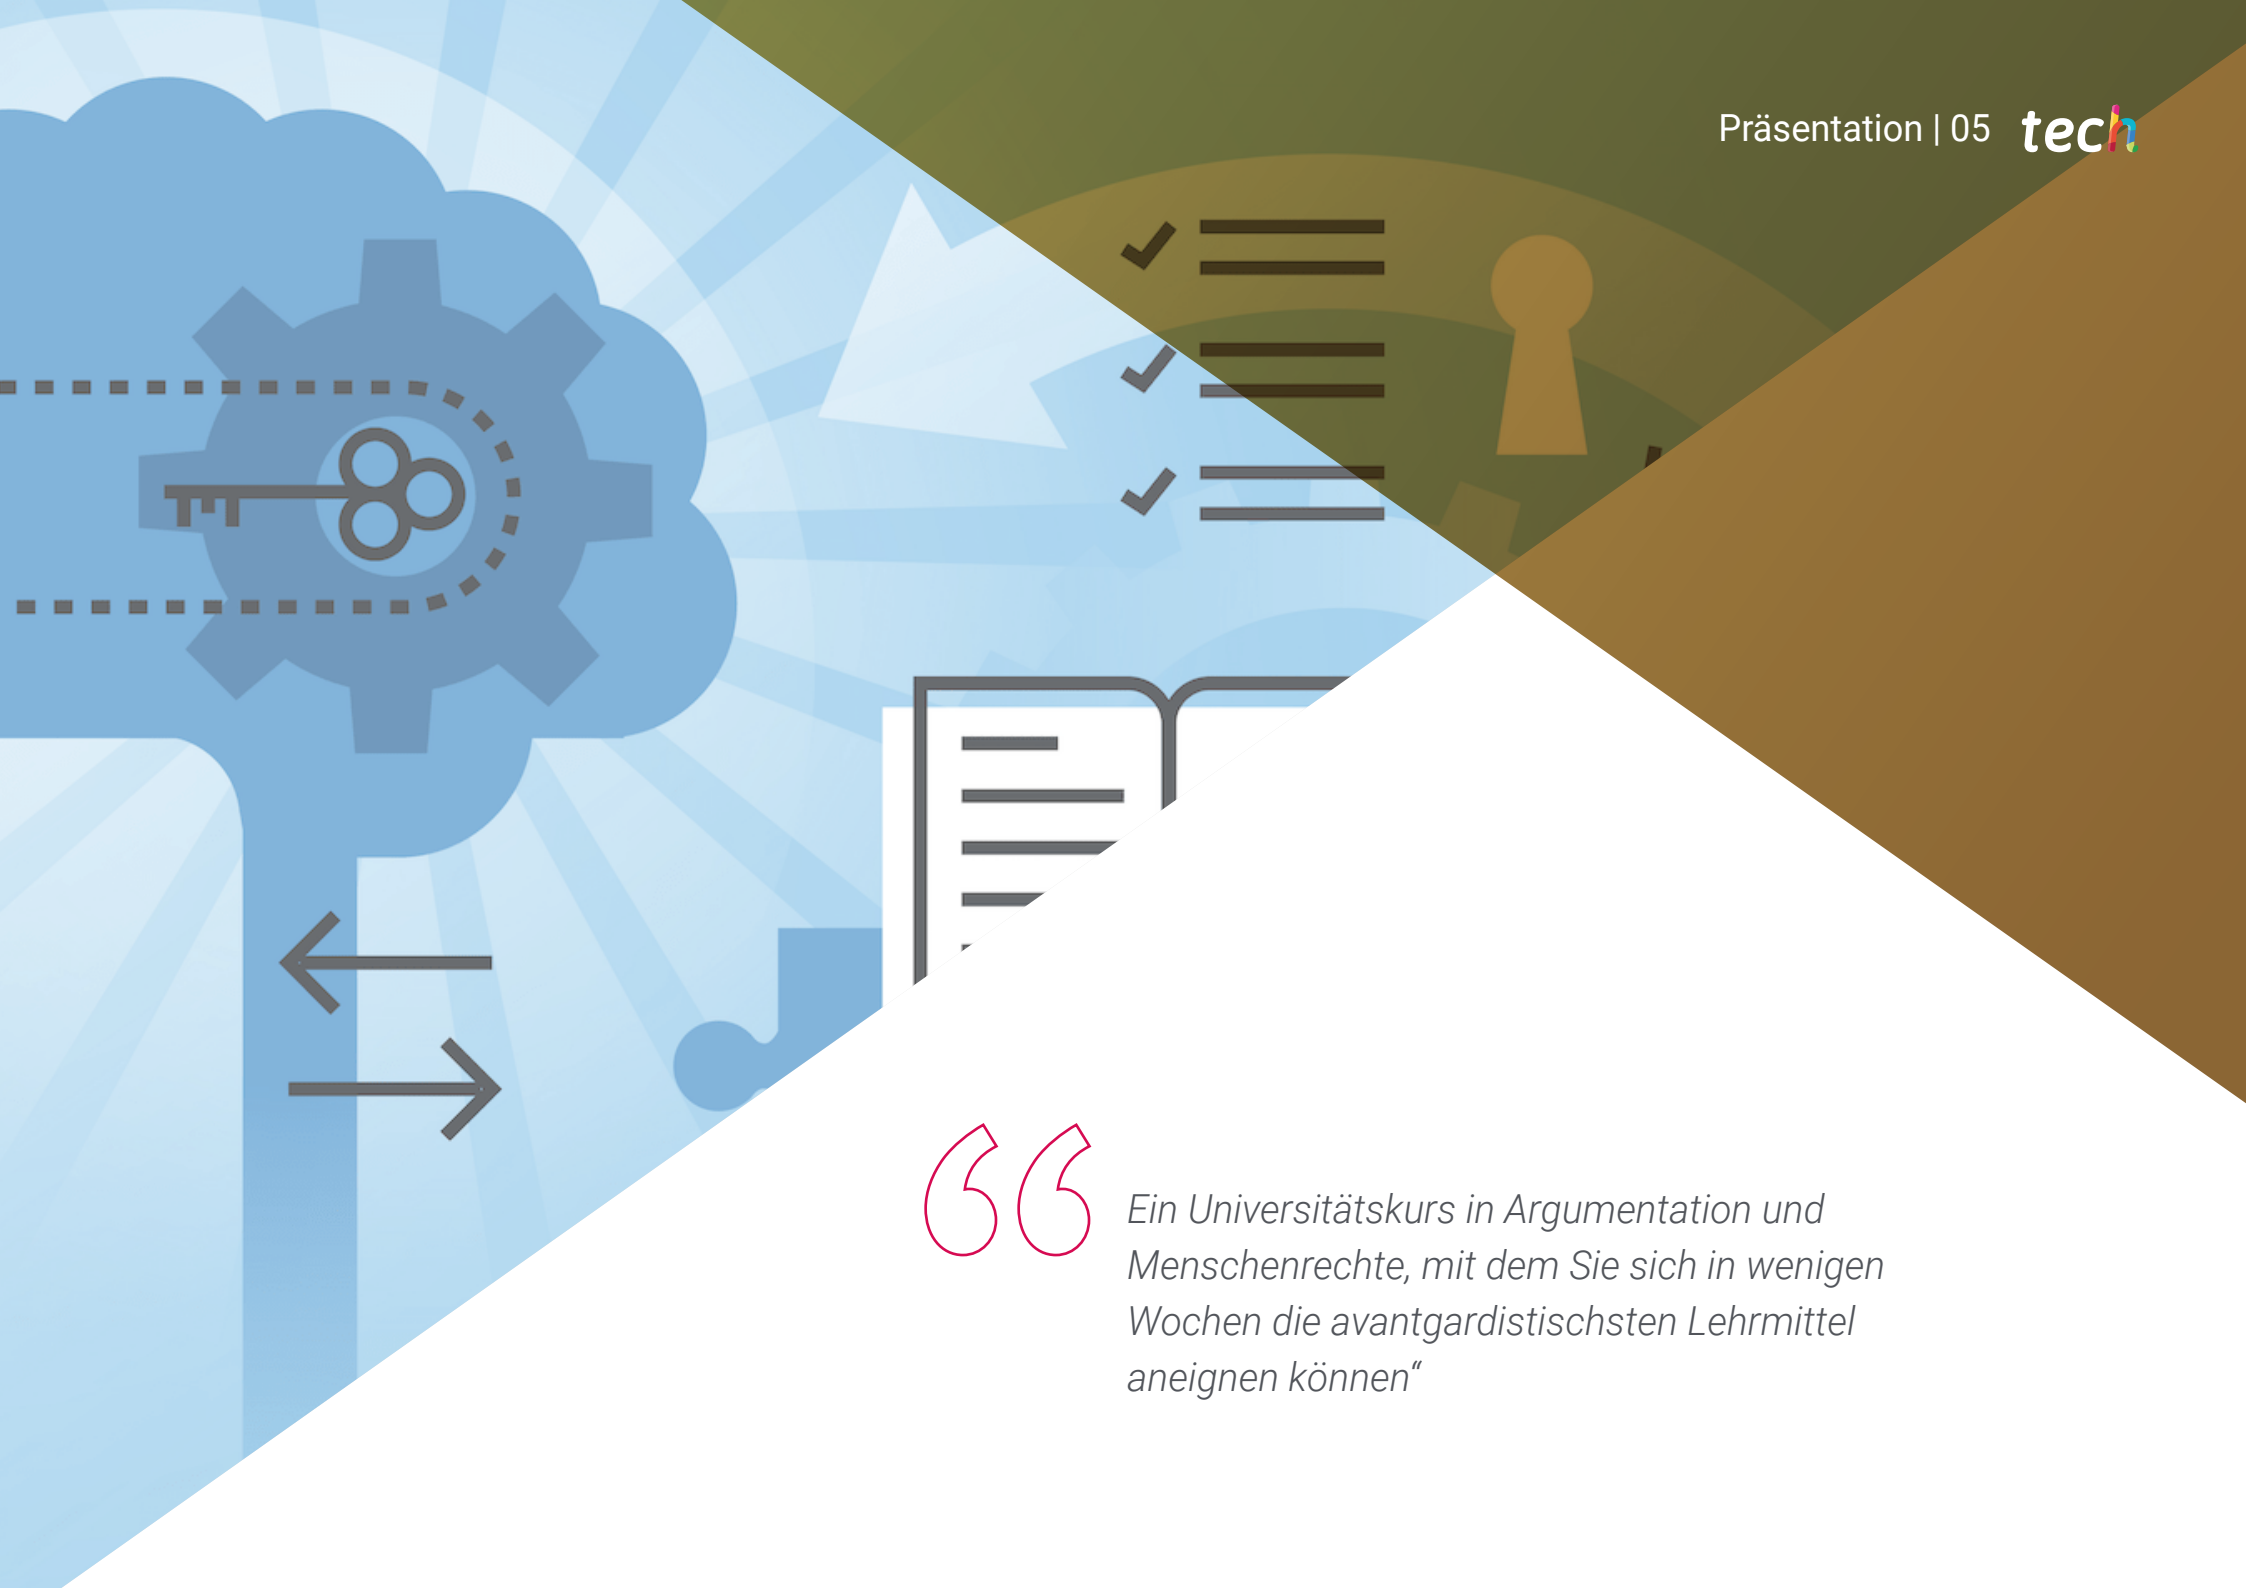 Präsentation | 05 tech
Ein Universitätskurs in Argumentation und
Menschenrechte, mit dem Sie sich in wenigen
Wochen die avantgardistischsten Lehrmittel
aneignen können“